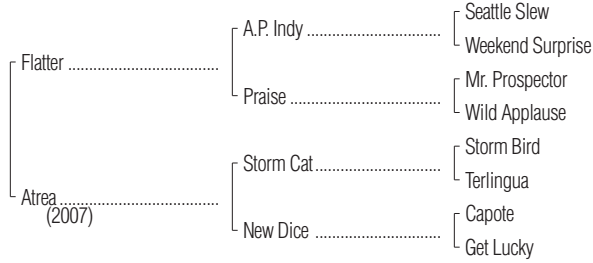 Seattle Slew
A.P. Indy
Weekend Surprise
Flatter
Mr. Prospector
Praise
Wild Applause
Storm Bird
Storm Cat
Terlingua
Atrea
(2007)
Capote
New Dice
Get Lucky